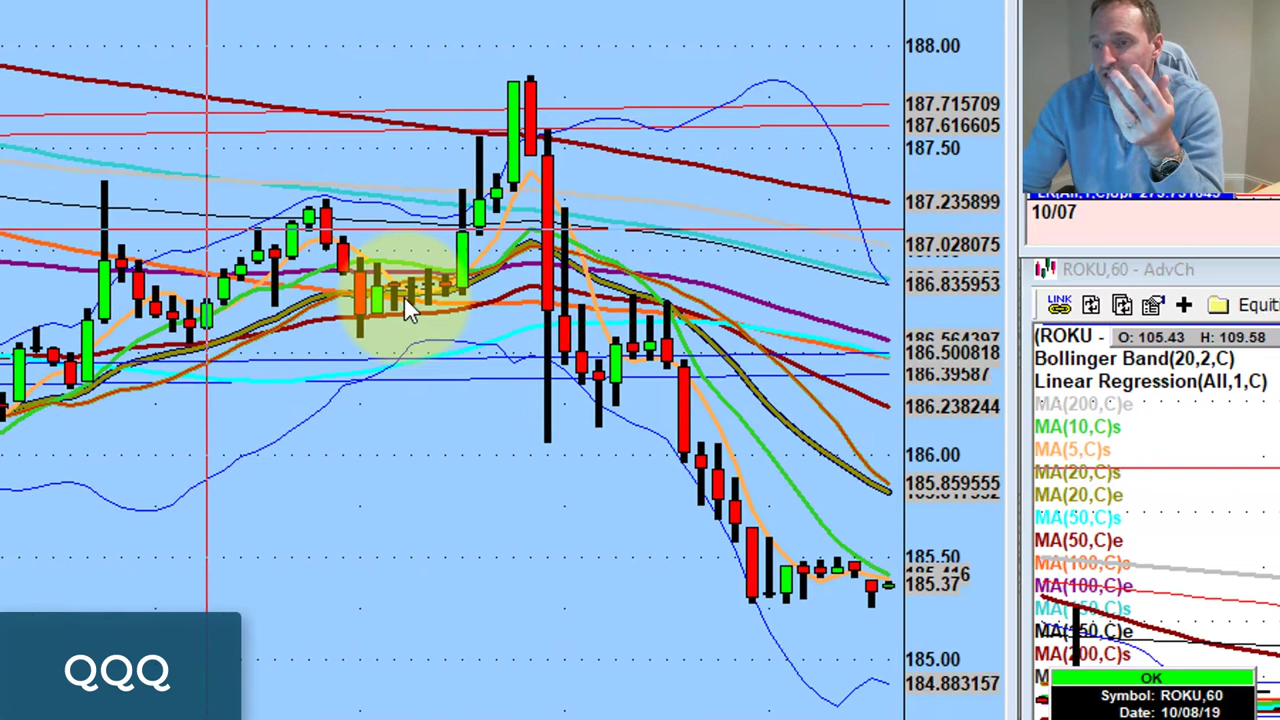 188.00
187.715709
187.616605
187.50
187.235899
187.028075
186.835953
186.500818
186.39587
186.238244
186.00
185.859555
185.50
185.37
185.00
184.883157
QQQ
10/07
ROKU,60 - AdvCh
LINK
Equiti
(ROKU - O: 105.43 H: 109.58
Bollinger Band(20,2,C)
Linear Regression(All,1,C)
MA(200,C)e
MA(10,C)s
MA(5,C)s
MA(20,C)s
MA(20,C)e
MA(50,C)s
MA(50,C)e
MA(100,C)s
MA(100,C)e
MA(150,C)s
MA(150,C)e
MA(200,C)s
OK
Symbol: ROKU,60
Date: 10/08/19